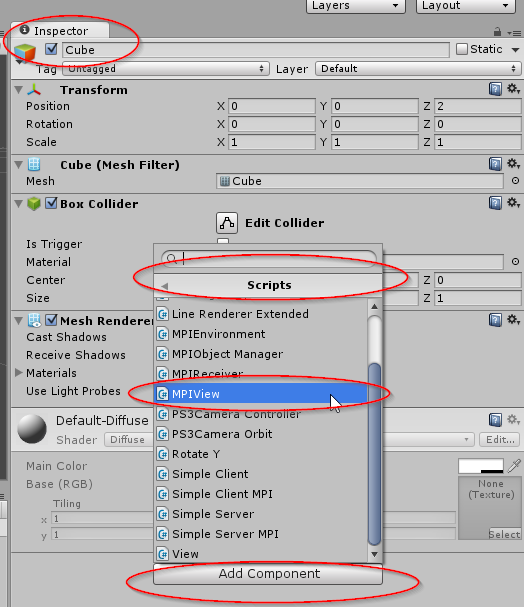 Layers
Layout
Inspector
Cube
Static
Tag Untagged Layer Default
Transform
Position X 0 Y 0 Z 2
Rotation X 0 Y 0 Z 0
Scale X 1 Y 1 Z 1
Cube (Mesh Filter)
Mesh Cube
Box Collider
Edit Collider
Is Trigger
Material
Center Z 0
Size Z 1
Scripts
Line Renderer Extended
MPIEnvironment
MPIObject Manager
MPIReceiver
MPIView
PS3Camera Controller
PS3Camera Orbit
Rotate Y
Simple Client
Simple Client MPI
Simple Server
Simple Server MPI
View
Add Component
Mesh Rendere
Cast Shadows
Receive Shadows
Materials
Use Light Probes
Default-Diffuse
Shader Diffuse Edit...
Main Color
Base (RGB)
Tiling
x 1
y 1
None
(Texture)
Select